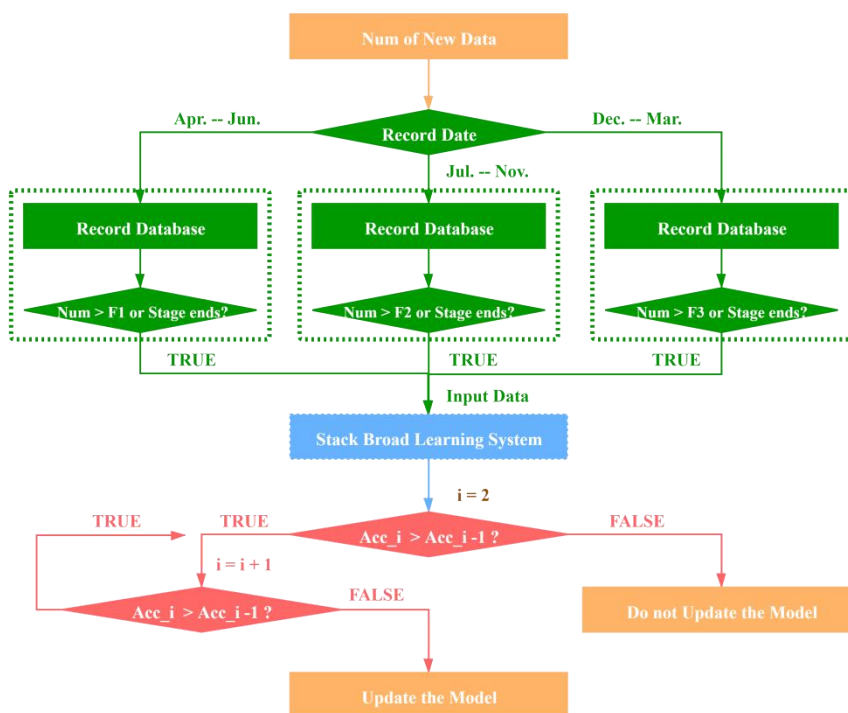 Num of New Data
Apr. -- Jun.
Record Date
Dec. -- Mar.
Jul. -- Nov.
Record Database
Record Database
Record Database
Num > F1 or Stage ends?
Num > F2 or Stage ends?
Num > F3 or Stage ends?
TRUE
TRUE
TRUE
Input Data
Stack Broad Learning System
i = 2
TRUE
TRUE
Acc_i > Acc_i -1 ?
FALSE
i = i + 1
Acc_i > Acc_i -1 ?
FALSE
Do not Update the Model
Update the Model